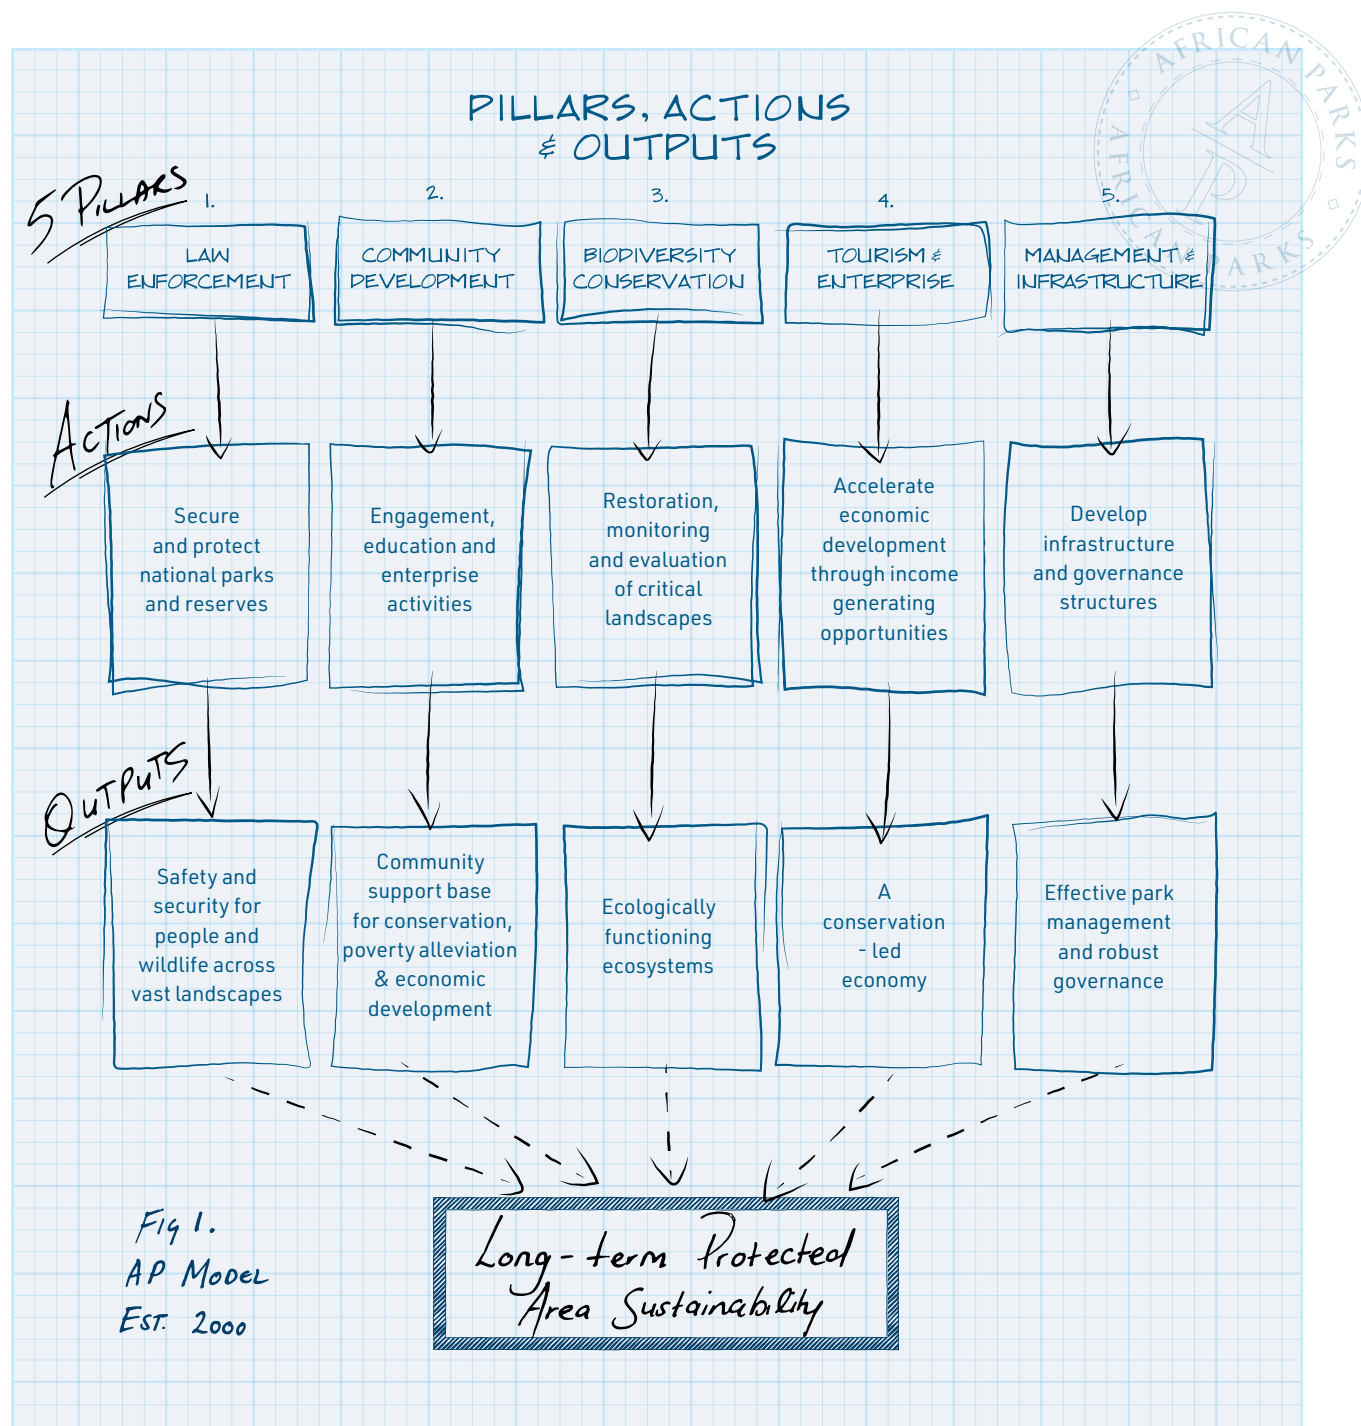 AFRICAN PARKS
AFRICAN PARKS
AP
PILLARS, ACTIONS
& OUTPUTS
5 PILLARS
1.
2.
3.
4.
5.
LAW
ENFORCEMENT
COMMUNITY
DEVELOPMENT
BIODIVERSITY
CONSERVATION
TOURISM &
ENTERPRISE
MANAGEMENT &
INFRASTRUCTURE
ACTIONS
Secure
and protect
national parks
and reserves
Engagement,
education and
enterprise
activities
Restoration,
monitoring
and evaluation
of critical
landscapes
Accelerate
economic
development
through income
generating
opportunities
Develop
infrastructure
and governance
structures
OUTPUTS
Safety and
security for
people and
wildlife across
vast landscapes
Community
support base
for conservation,
poverty alleviation
& economic
development
Ecologically
functioning
ecosystems
A
conservation
- led
economy
Effective park
management
and robust
governance
Long-term Protected
Area Sustainability
Fig 1.
AP MODEL
EST. 2000